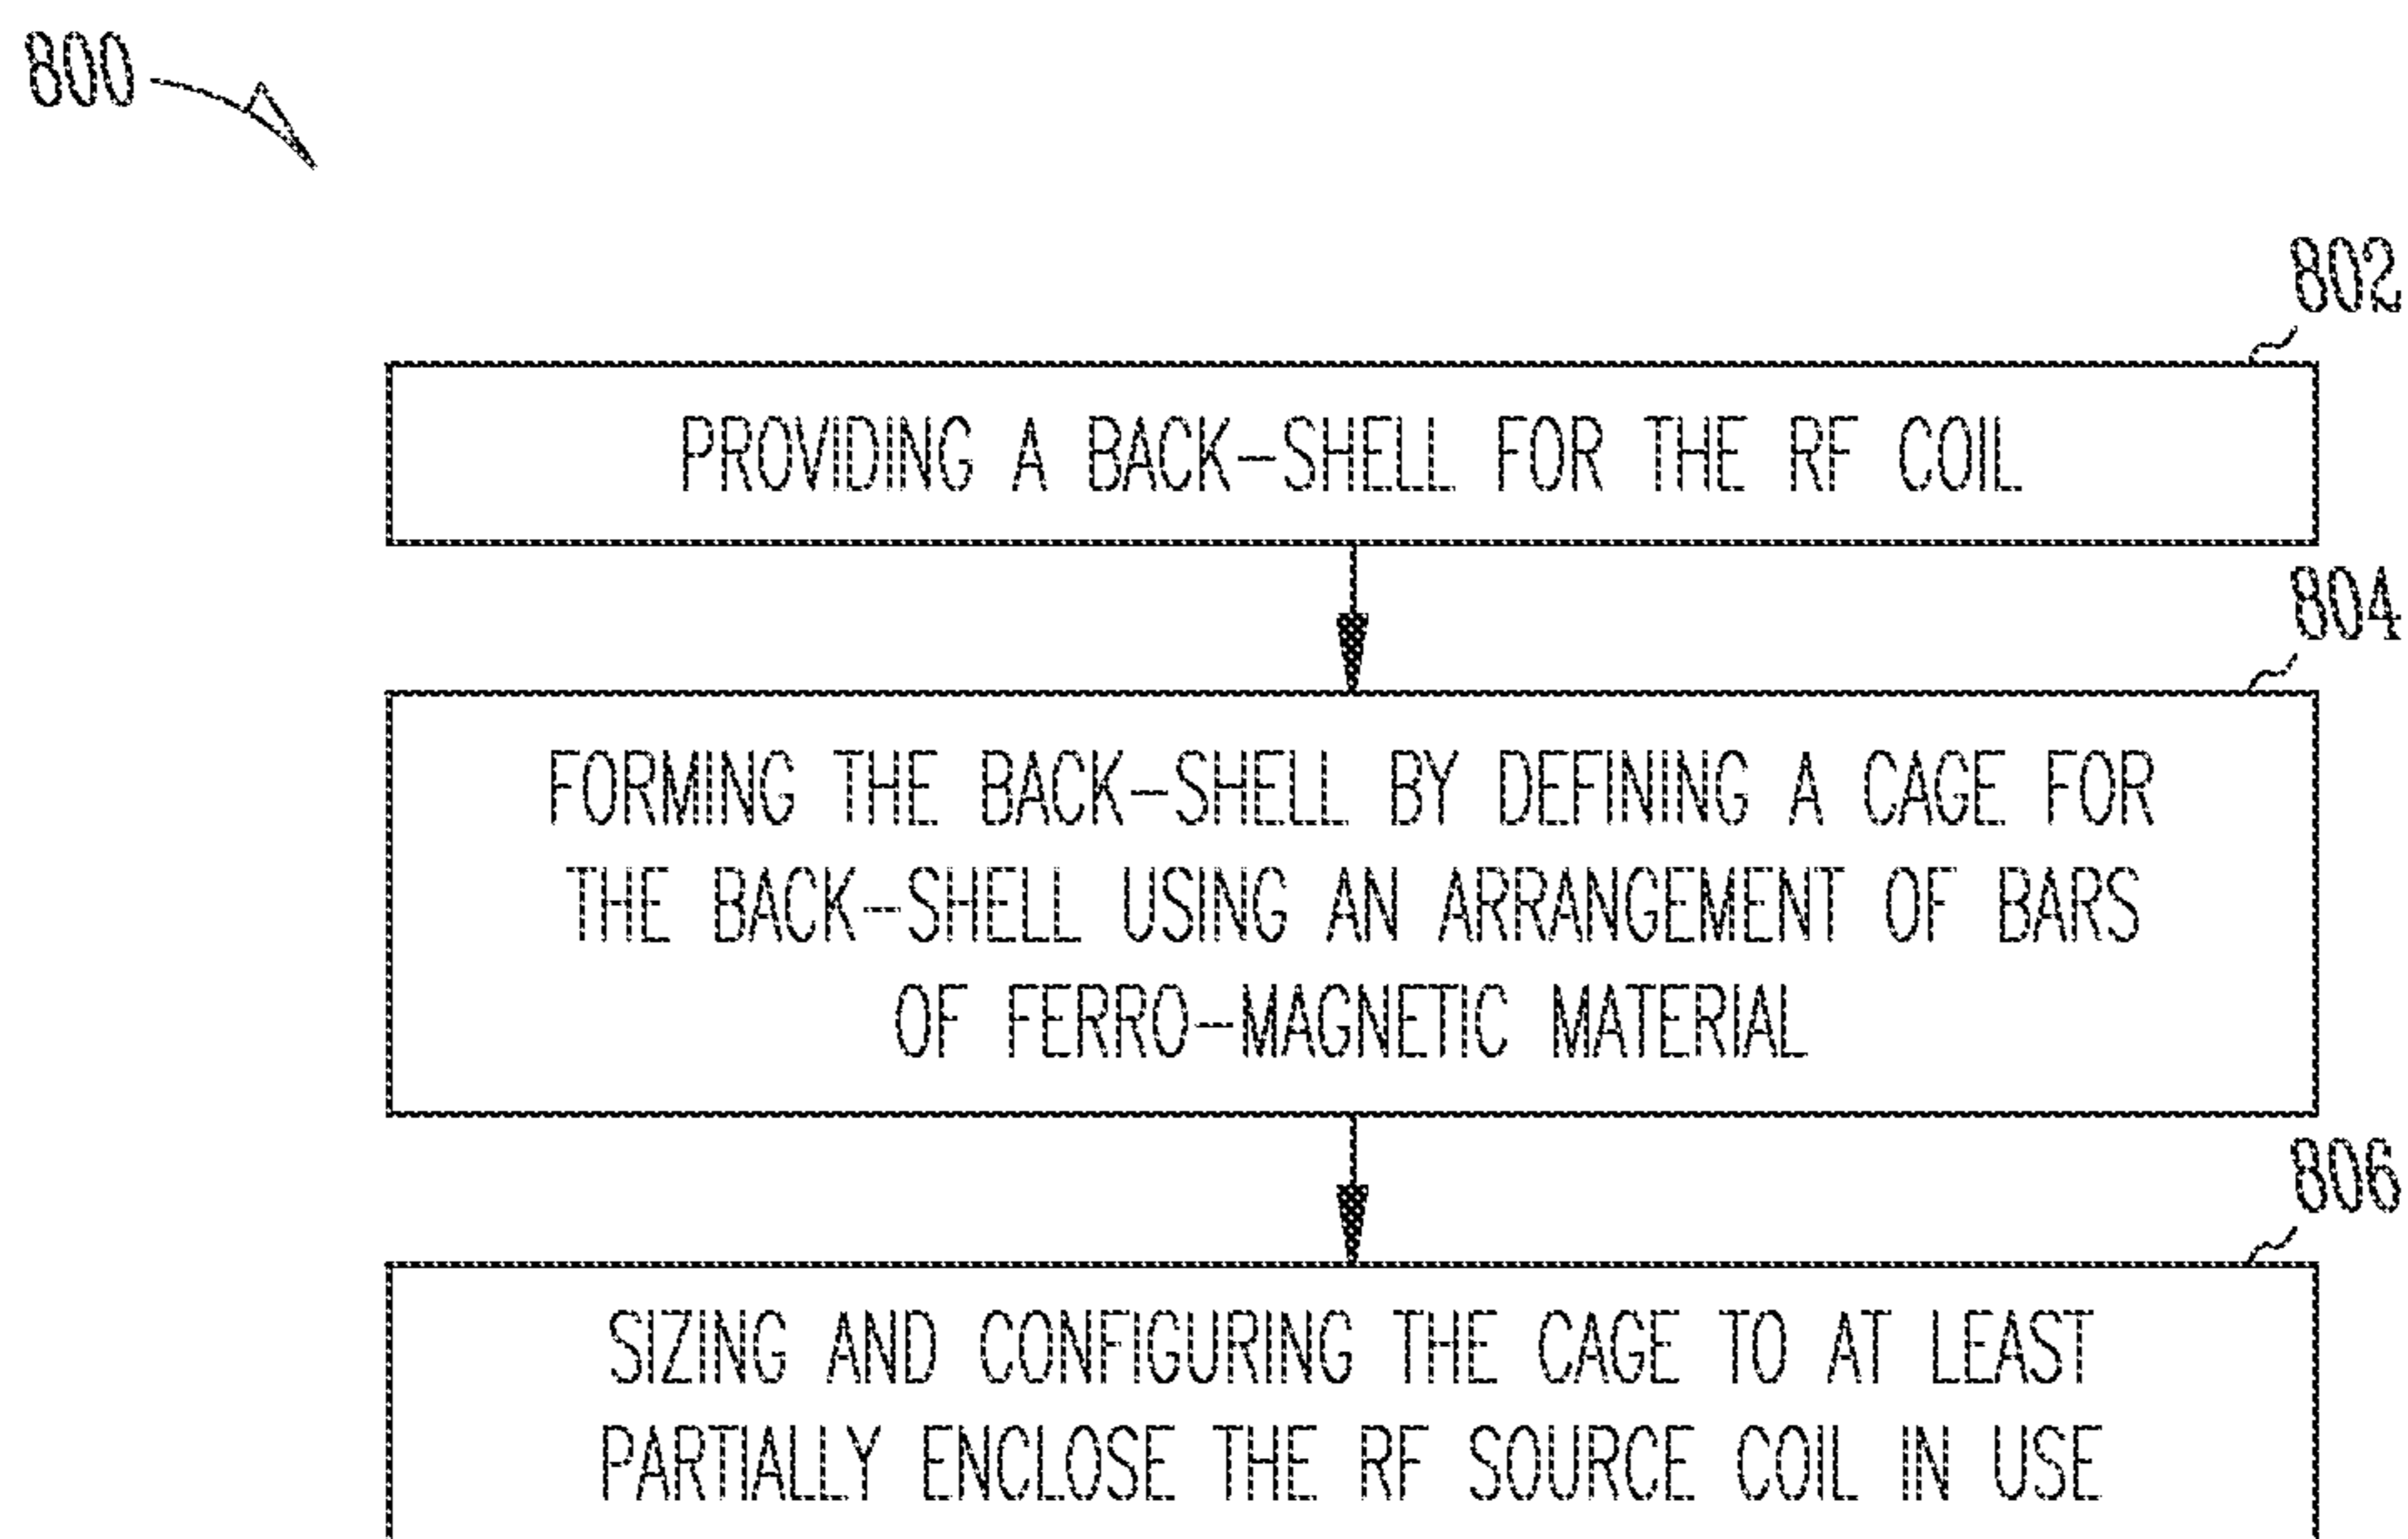 800
802
PROVIDING A BACK-SHELL FOR THE RF COIL
804
FORMING THE BACK-SHELL BY DEFINING A CAGE FOR
THE BACK-SHELL USING AN ARRANGEMENT OF BARS
OF FERRO-MAGNETIC MATERIAL
806
SIZING AND CONFIGURING THE CAGE TO AT LEAST
PARTIALLY ENCLOSE THE RF SOURCE COIL IN USE